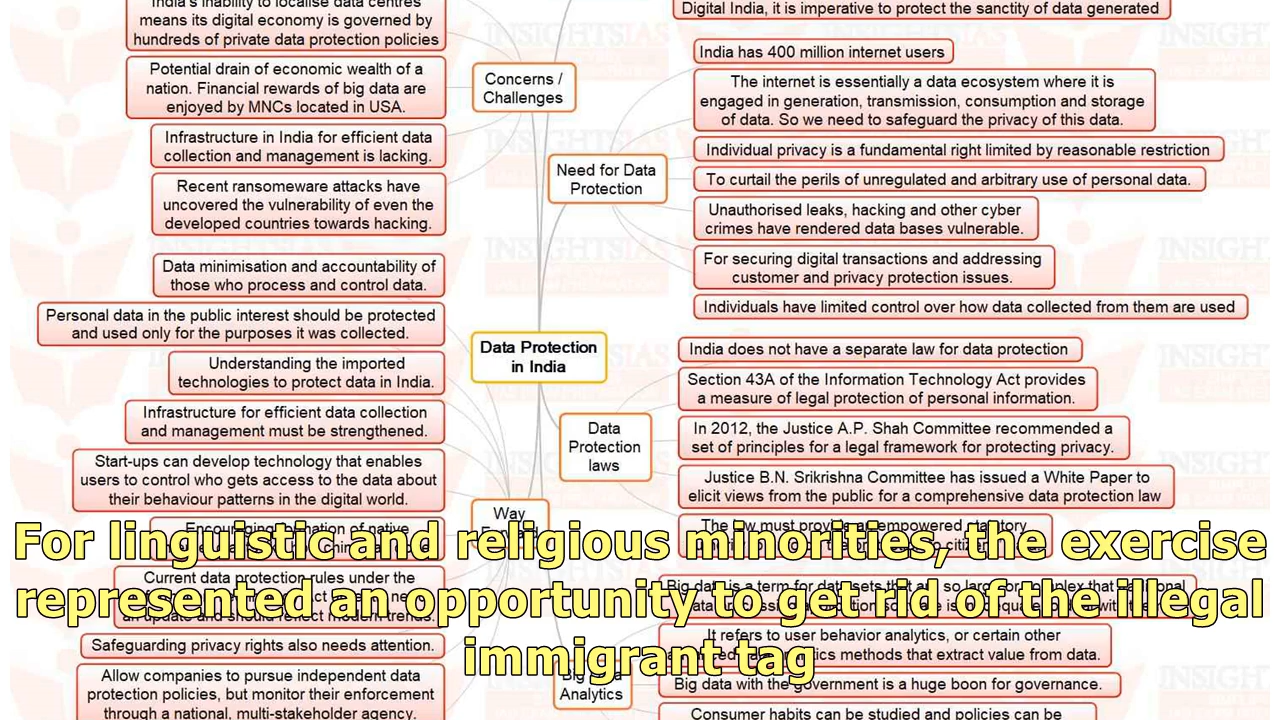 India's inability to localise data centres
means its digital economy is governed by
hundreds of private data protection policies
Potential drain of economic wealth of a
nation. Financial rewards of big data are
enjoyed by MNCs located in USA.
Infrastructure in India for efficient data
collection and management is lacking.
Recent ransomeware attacks have
uncovered the vulnerability of even the
developed countries towards hacking.
Concerns /
Challenges
Digital India, it is imperative to protect the sanctity of data generated
India has 400 million internet users
The internet is essentially a data ecosystem where it is
engaged in generation, transmission, consumption and storage
of data. So we need to safeguard the privacy of this data.
Individual privacy is a fundamental right limited by reasonable restriction
To curtail the perils of unregulated and arbitrary use of personal data.
Unauthorised leaks, hacking and other cyber
crimes have rendered data bases vulnerable.
For securing digital transactions and addressing
customer and privacy protection issues.
Individuals have limited control over how data collected from them are used
Need for Data
Protection
Data Protection
in India
Data minimisation and accountability of
those who process and control data.
Personal data in the public interest should be protected
and used only for the purposes it was collected.
Understanding the imported
technologies to protect data in India.
Infrastructure for efficient data collection
and management must be strengthened.
Start-ups can develop technology that enables
users to control who gets access to the data about
their behaviour patterns in the digital world.
Way
India does not have a separate law for data protection
Section 43A of the Information Technology Act provides
a measure of legal protection of personal information.
In 2012, the Justice A.P. Shah Committee recommended a
set of principles for a legal framework for protecting privacy.
Justice B.N. Srikrishna Committee has issued a White Paper to
elicit views from the public for a comprehensive data protection law
The law must provide an empowered statutory
Data
Protection
laws
For linguistic and religious minorities, the exercise
represented an opportunity to get rid of the illegal
immigrant tag
Current data protection rules under the
Safeguarding privacy rights also needs attention.
Allow companies to pursue independent data
protection policies, but monitor their enforcement
through a national, multi-stakeholder agency.
It refers to user behavior analytics, or certain other
methods that extract value from data.
Big data with the government is a huge boon for governance.
Consumer habits can be studied and policies can be
Analytics